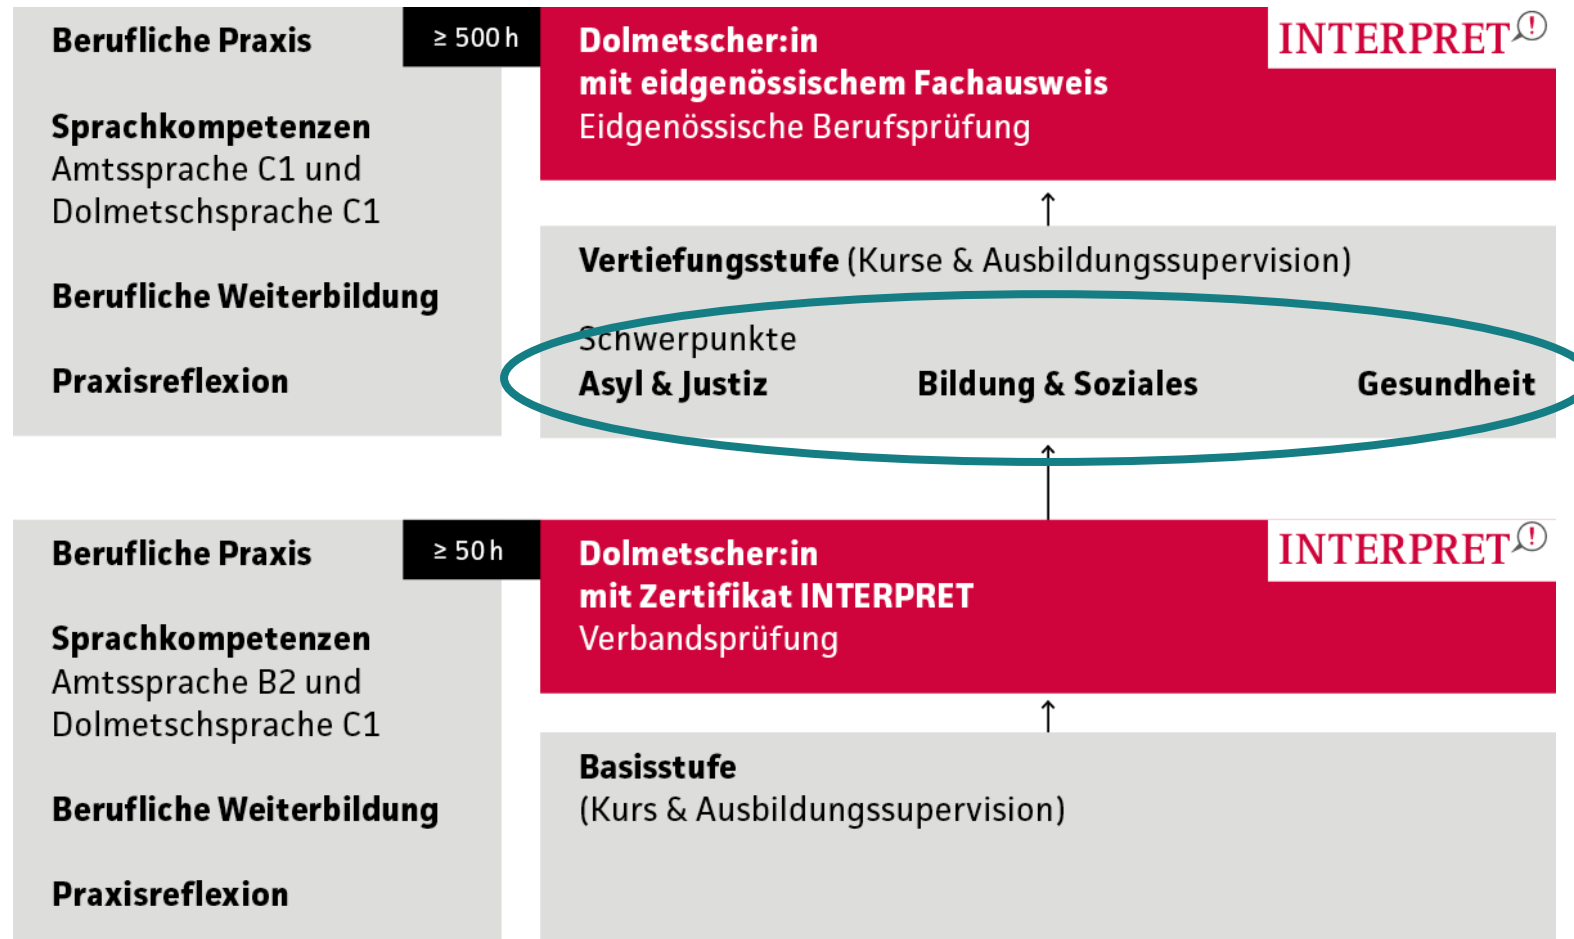 Berufliche Praxis
≥ 500 h
Sprachkompetenzen
Amtssprache C1 und
Dolmetschsprache C1
Berufliche Weiterbildung
Praxisreflexion
Dolmetscher:in
mit eidgenössischem Fachausweis
Eidgenössische Berufsprüfung
INTERPRET!
Vertiefungsstufe (Kurse & Ausbildungssupervision)
Schwerpunkte
Asyl & Justiz Bildung & Soziales Gesundheit
Berufliche Praxis
≥ 50 h
Sprachkompetenzen
Amtssprache B2 und
Dolmetschsprache C1
Berufliche Weiterbildung
Praxisreflexion
Dolmetscher:in
mit Zertifikat INTERPRET
Verbandsprüfung
INTERPRET!
Basisstufe
(Kurs & Ausbildungssupervision)